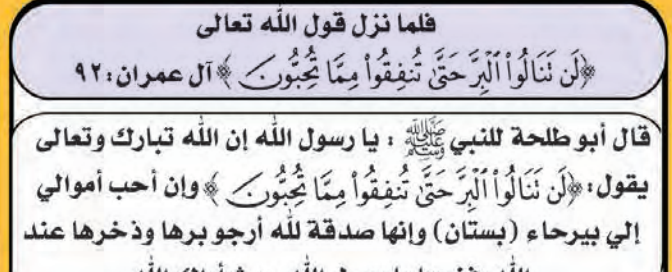 فلما نزل قول الله تعالى
﴿لَن تَنَالُوا۟ ٱلْبِرَّ حَتَّىٰ تُنفِقُوا۟ مِمَّا تُحِبُّونَ﴾ آل عمران: ٩٢
قال أبو طلحة للنبي ﷺ : يا رسول الله إن الله تبارك وتعالى
يقول: ﴿لَن تَنَالُوا۟ ٱلْبِرَّ حَتَّىٰ تُنفِقُوا۟ مِمَّا تُحِبُّونَ﴾ وإن أحب أموالي
إلي بيرحاء (بستان) وإنها صدقة لله أرجو برها وذخرها عند